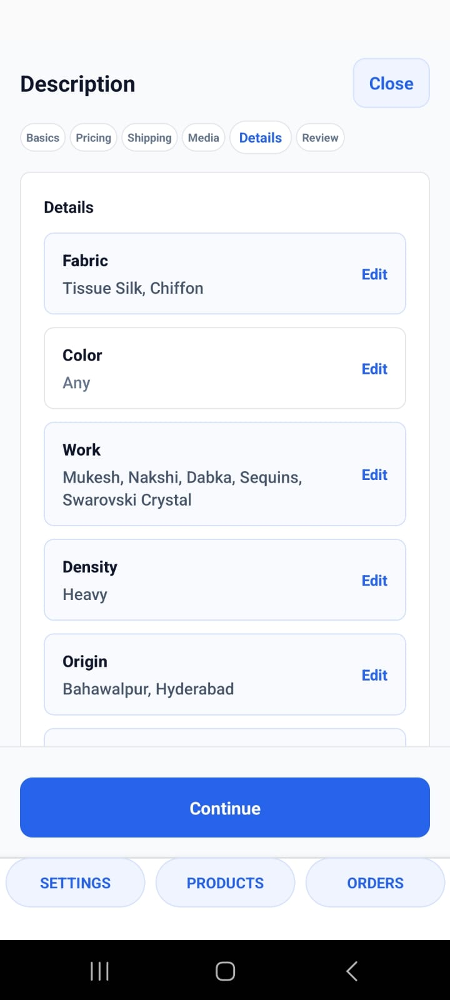 Description
Close
Basics
Pricing
Shipping
Media
Details
Review
Details
Fabric
Tissue Silk, Chiffon
Edit
Color
Any
Edit
Work
Mukesh, Nakshi, Dabka, Sequins,
Swarovski Crystal
Edit
Density
Heavy
Edit
Origin
Bahawalpur, Hyderabad
Edit
Continue
SETTINGS
PRODUCTS
ORDERS